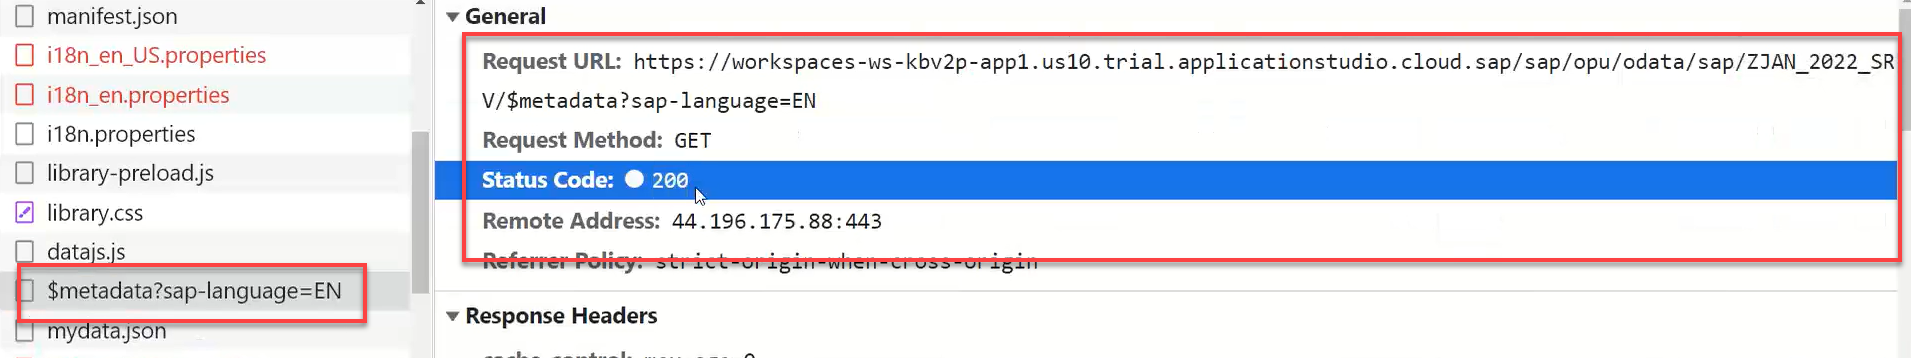 manifest.json
i18n_en_US.properties
i18n_en.properties
i18n.properties
library-preload.js
library.css
datajs.js
$metadata?sap-language=EN
mydata.json
General
Request URL: https://workspaces-ws-kbv2p-app1.us10.trial.applicationstudio.cloud.sap/sap/opu/odata/sap/ZJAN_2022_SR
V/$metadata?sap-language=EN
Request Method: GET
Status Code: 200
Remote Address: 44.196.175.88:443
Referrer Policy: strict-origin-when-cross-origin
Response Headers